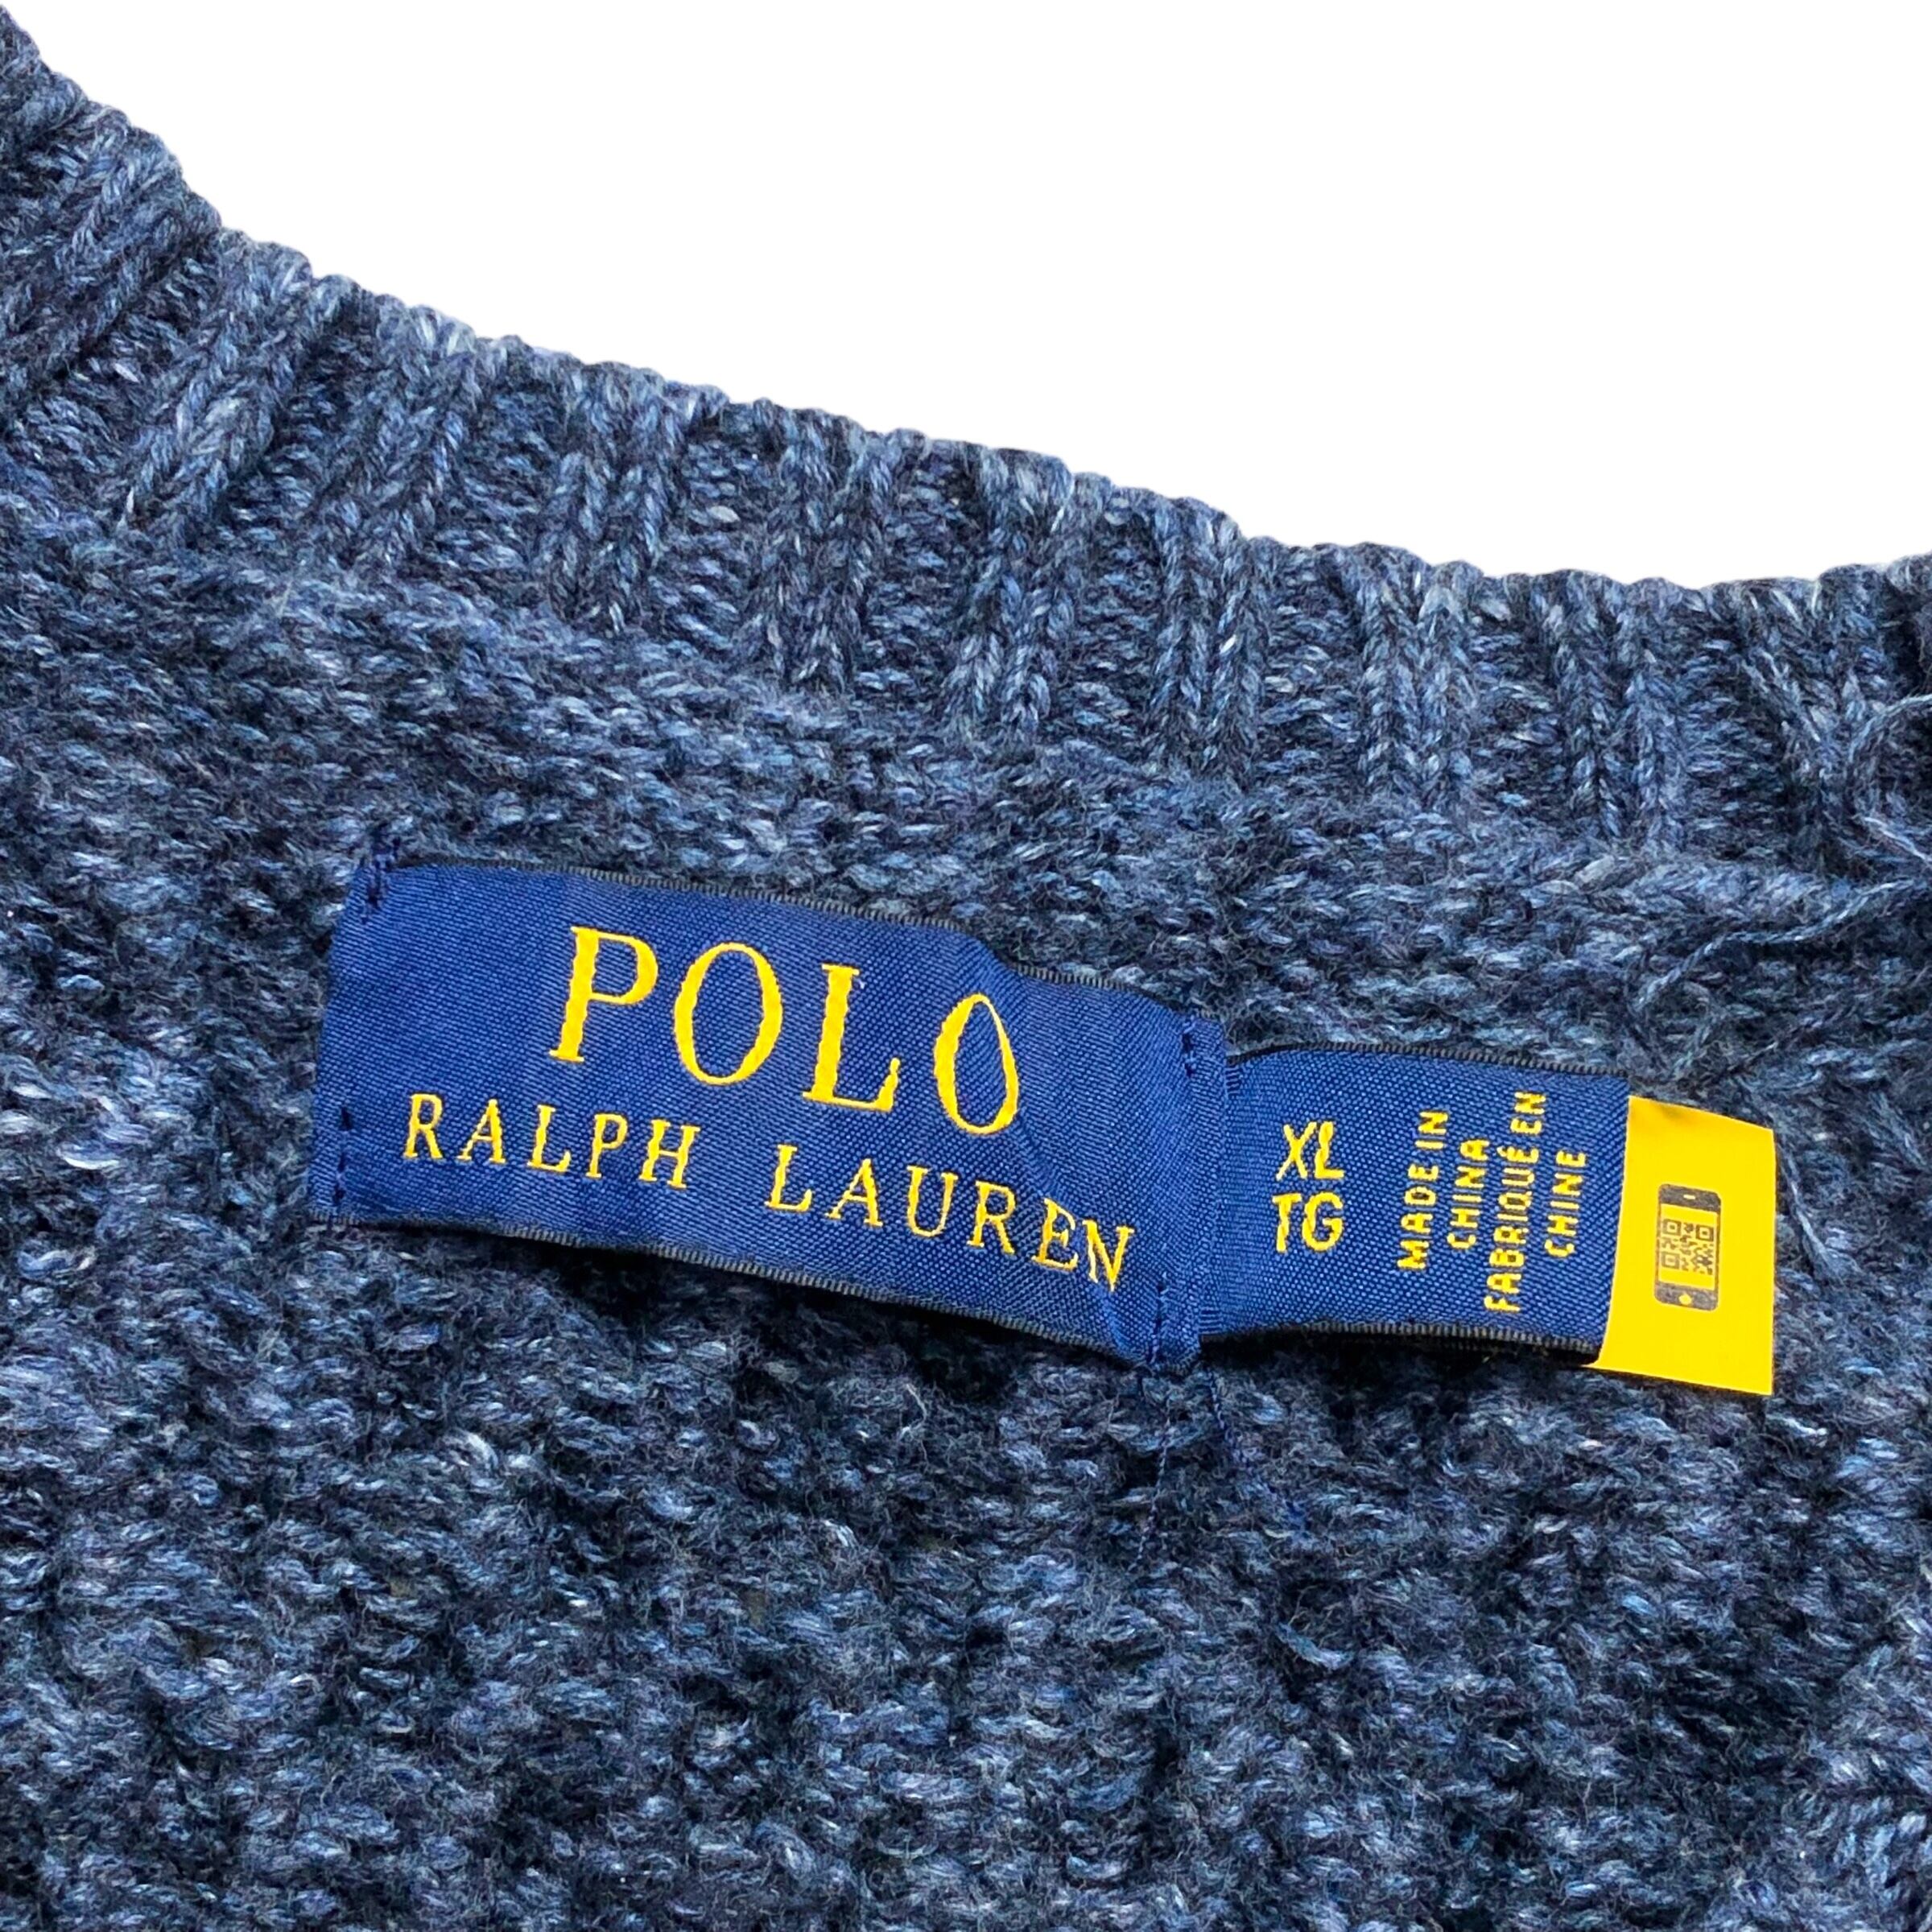 POLO
RALPH LAUREN
XL
TG
MADE IN
CHINA
FABRIQUÉ EN
CHINE